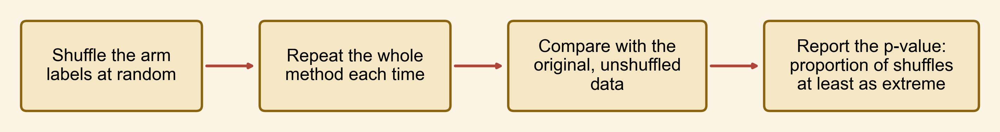 Shuffle the arm
labels at random
Repeat the whole
method each time
Compare with the
original, unshuffled
data
Report the p-value:
proportion of shuffles
at least as extreme